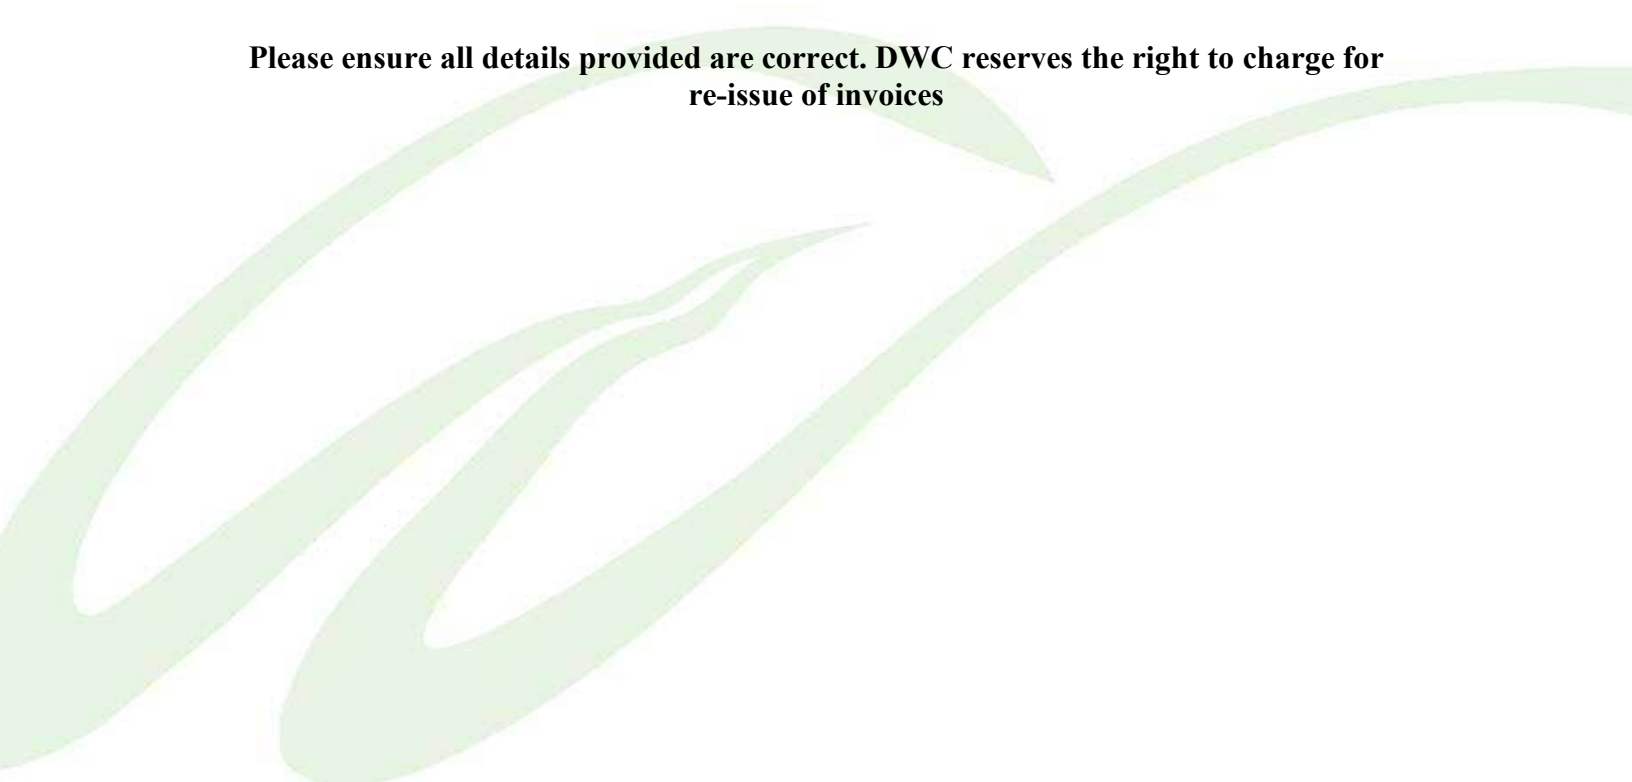 Please ensure all details provided are correct. DWC reserves the right to charge for
re-issue of invoices